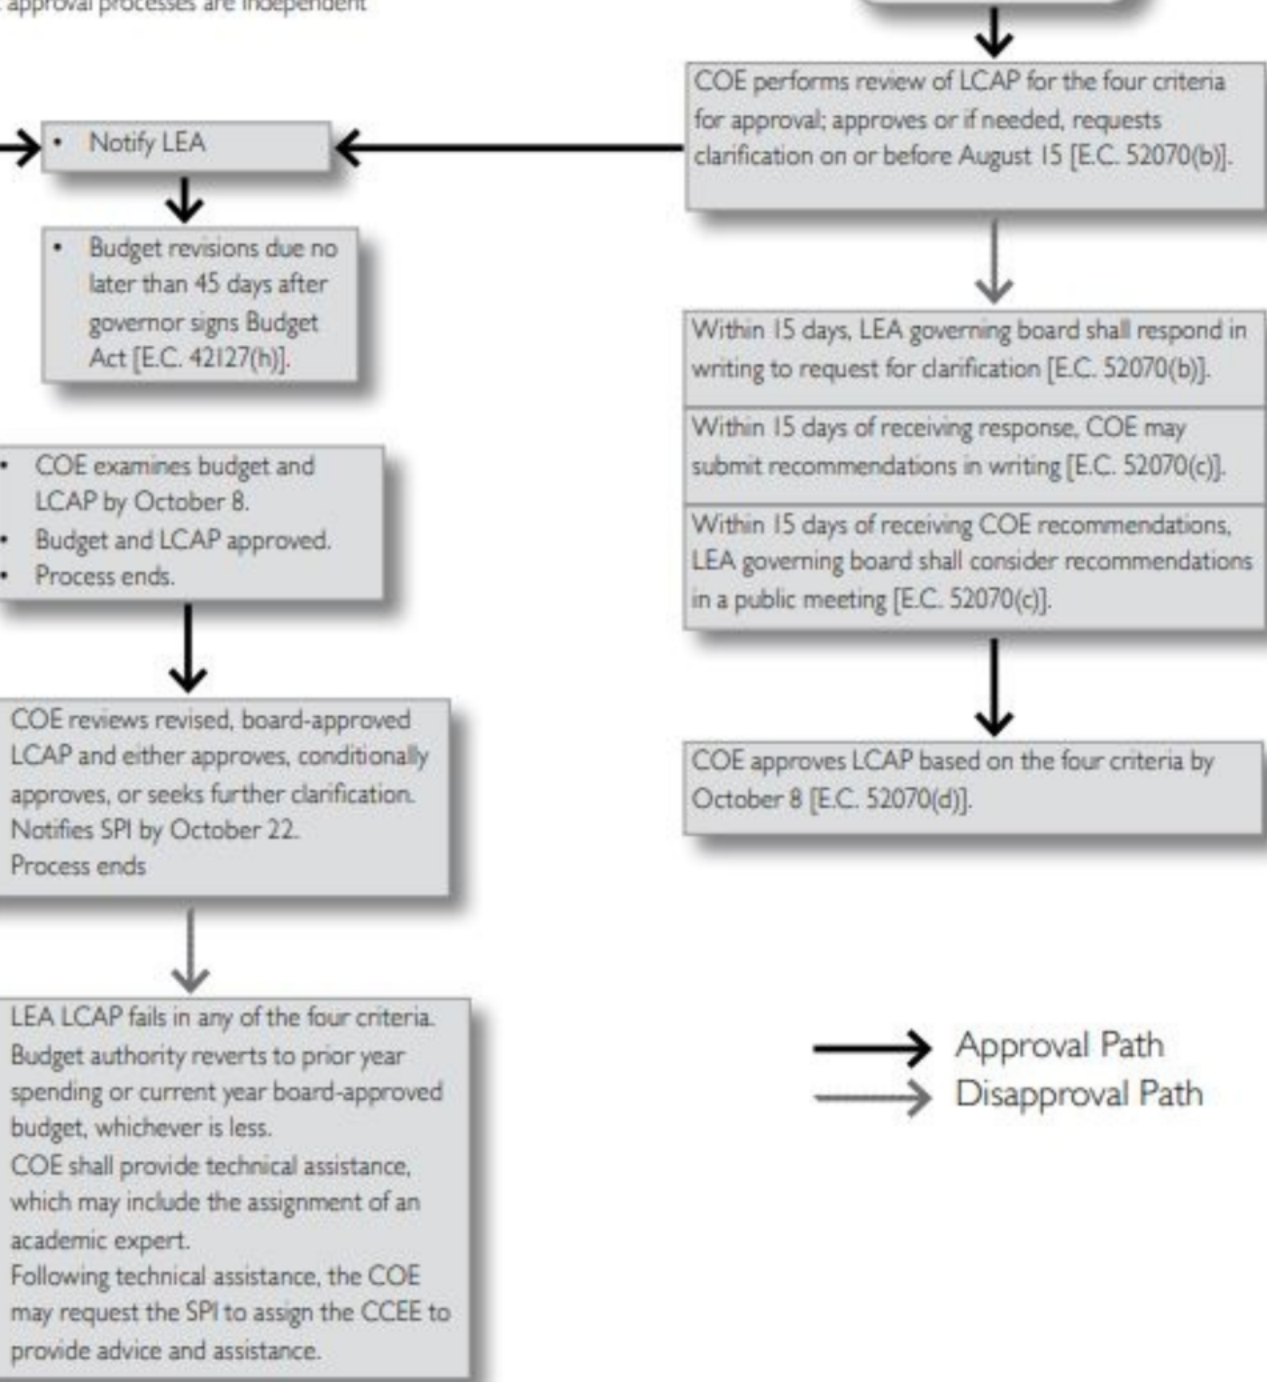 approval processes are independent
COE performs review of LCAP for the four criteria
for approval; approves or if needed, requests
clarification on or before August 15 [E.C. 52070(b)].
• Notify LEA
• Budget revisions due no
later than 45 days after
governor signs Budget
Act [E.C. 42127(h)].
Within 15 days, LEA governing board shall respond in
writing to request for clarification [E.C. 52070(b)].
Within 15 days of receiving response, COE may
submit recommendations in writing [E.C. 52070(c)].
Within 15 days of receiving COE recommendations,
LEA governing board shall consider recommendations
in a public meeting [E.C. 52070(c)].
• COE examines budget and
LCAP by October 8.
• Budget and LCAP approved.
• Process ends.
COE reviews revised, board-approved
LCAP and either approves, conditionally
approves, or seeks further clarification.
Notifies SPI by October 22.
Process ends
COE approves LCAP based on the four criteria by
October 8 [E.C. 52070(d)].
LEA LCAP fails in any of the four criteria.
Budget authority reverts to prior year
spending or current year board-approved
budget, whichever is less.
COE shall provide technical assistance,
which may include the assignment of an
academic expert.
Following technical assistance, the COE
may request the SPI to assign the CCEE to
provide advice and assistance.
Approval Path
Disapproval Path